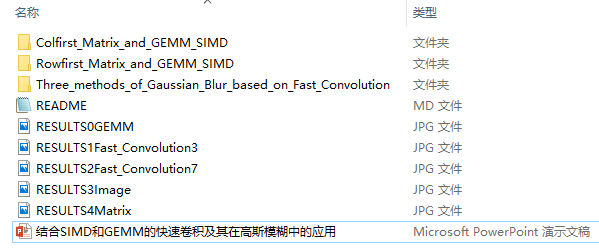 名称 类型
Colfirst_Matrix_and_GEMM_SIMD 文件夹
Rowfirst_Matrix_and_GEMM_SIMD 文件夹
Three_methods_of_Gaussian_Blur_based_on_Fast_Convolution 文件夹
README MD 文件
RESULTS0GEMM JPG 文件
RESULTS1Fast_Convolution3 JPG 文件
RESULTS2Fast_Convolution7 JPG 文件
RESULTS3Image JPG 文件
RESULTS4Matrix JPG 文件
结合SIMD和GEMM的快速卷积及其在高斯模糊中的应用 Microsoft PowerPoint 演示文稿